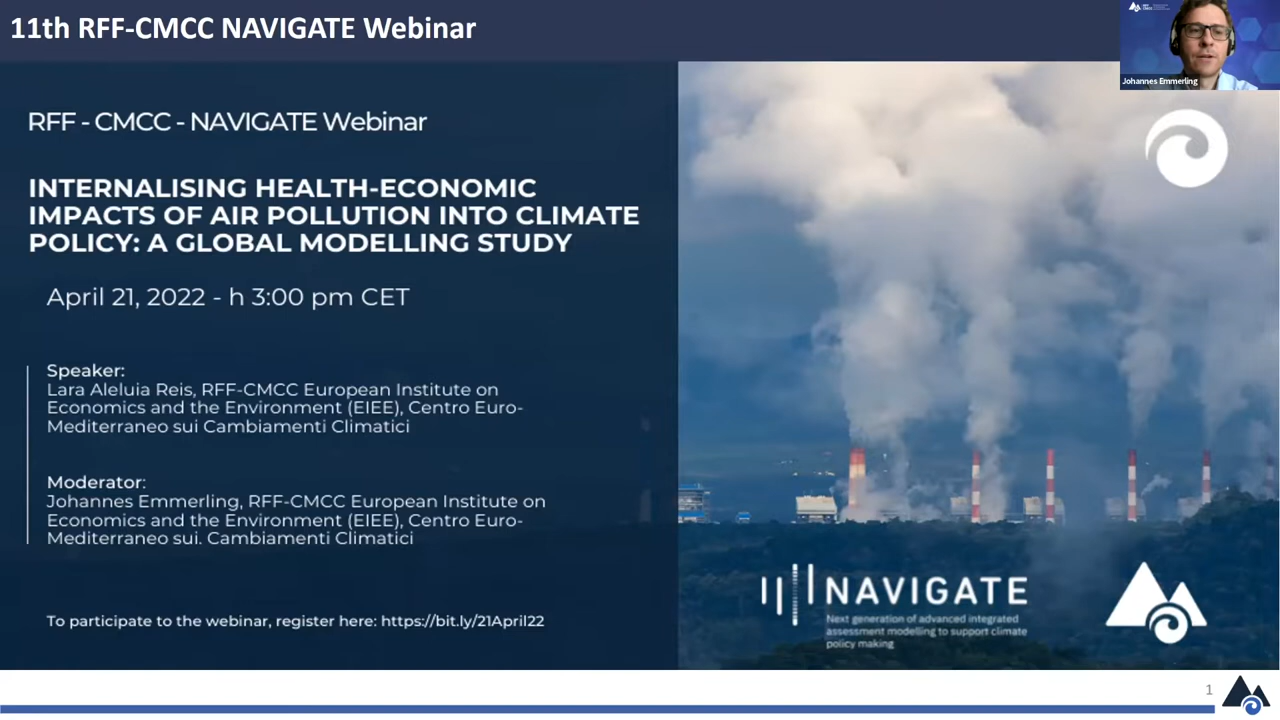 11th RFF-CMCC NAVIGATE Webinar
Johannes Emmerling
RFF - CMCC - NAVIGATE Webinar
INTERNALISING HEALTH-ECONOMIC
IMPACTS OF AIR POLLUTION INTO CLIMATE
POLICY: A GLOBAL MODELLING STUDY
April 21, 2022 - h 3:00 pm CET
Speaker:
Lara Aleluia Reis, RFF-CMCC European Institute on
Economics and the Environment (EIEE), Centro Euro-
Mediterraneo sui Cambiamenti Climatici
Moderator:
Johannes Emmerling, RFF-CMCC European Institute on
Economics and the Environment (EIEE), Centro Euro-
Mediterraneo sui. Cambiamenti Climatici
To participate to the webinar, register here: https://bit.ly/21April22
NAVIGATE
Next generation of advanced integrated
assessment modelling to support climate
policy making
1